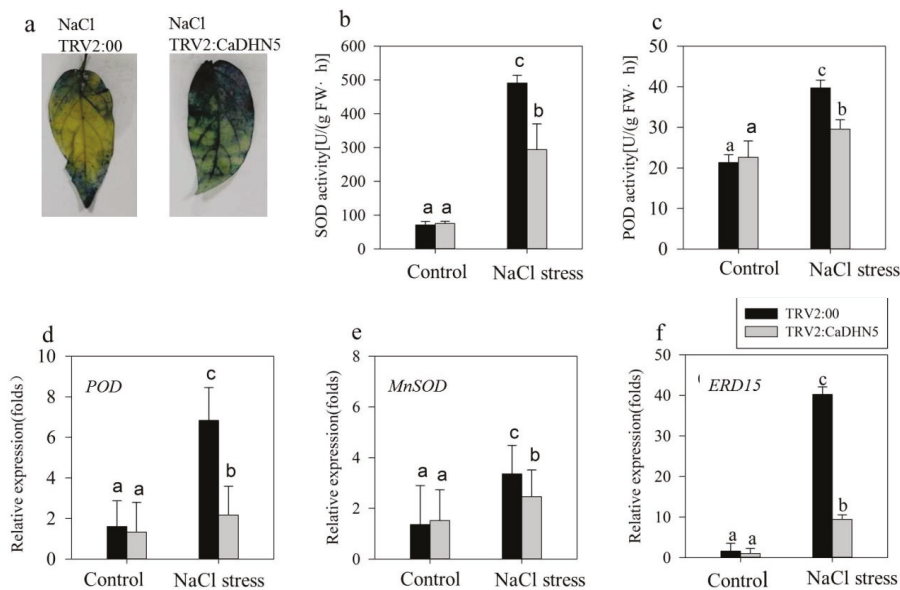 a
NaCl
TRV2:00
NaCl
TRV2:CaDHN5
b
SOD activity[U/(g FW· h)]
600
500
400
300
200
100
0
a a
c
b
Control NaCl stress
c
POD activity[U/(g FW· h)]
50
40
30
20
10
0
a
a
c
b
Control NaCl stress
d
Relative expression(folds)
10
8
6
4
2
0
POD
a a
c
b
Control NaCl stress
e
Relative expression(folds)
8
6
4
2
0
MnSOD
a a
c
b
Control NaCl stress
TRV2:00
TRV2:CaDHN5
f
Relative expression(folds)
50
40
30
20
10
0
ERD15
a a
c
b
Control NaCl stress